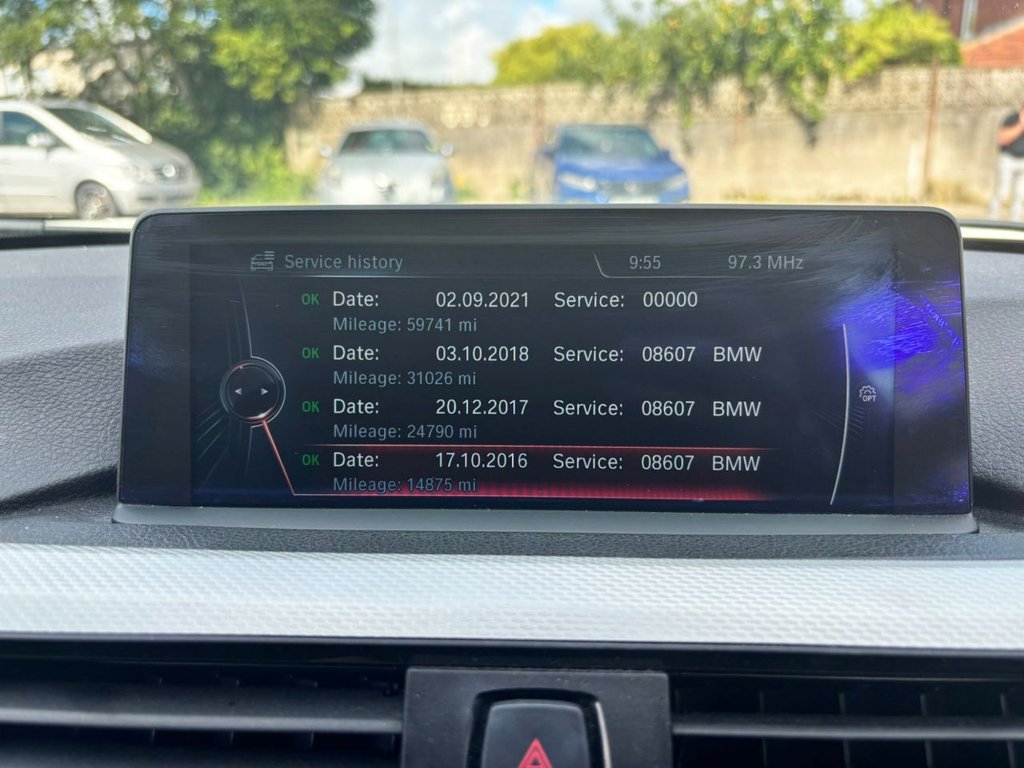 Service history 9:55 97.3 MHz
OK Date: 02.09.2021 Service: 00000
Mileage: 59741 mi
OK Date: 03.10.2018 Service: 08607 BMW
Mileage: 31026 mi
OK Date: 20.12.2017 Service: 08607 BMW
Mileage: 24790 mi
OK Date: 17.10.2016 Service: 08607 BMW
Mileage: 14875 mi
OPT